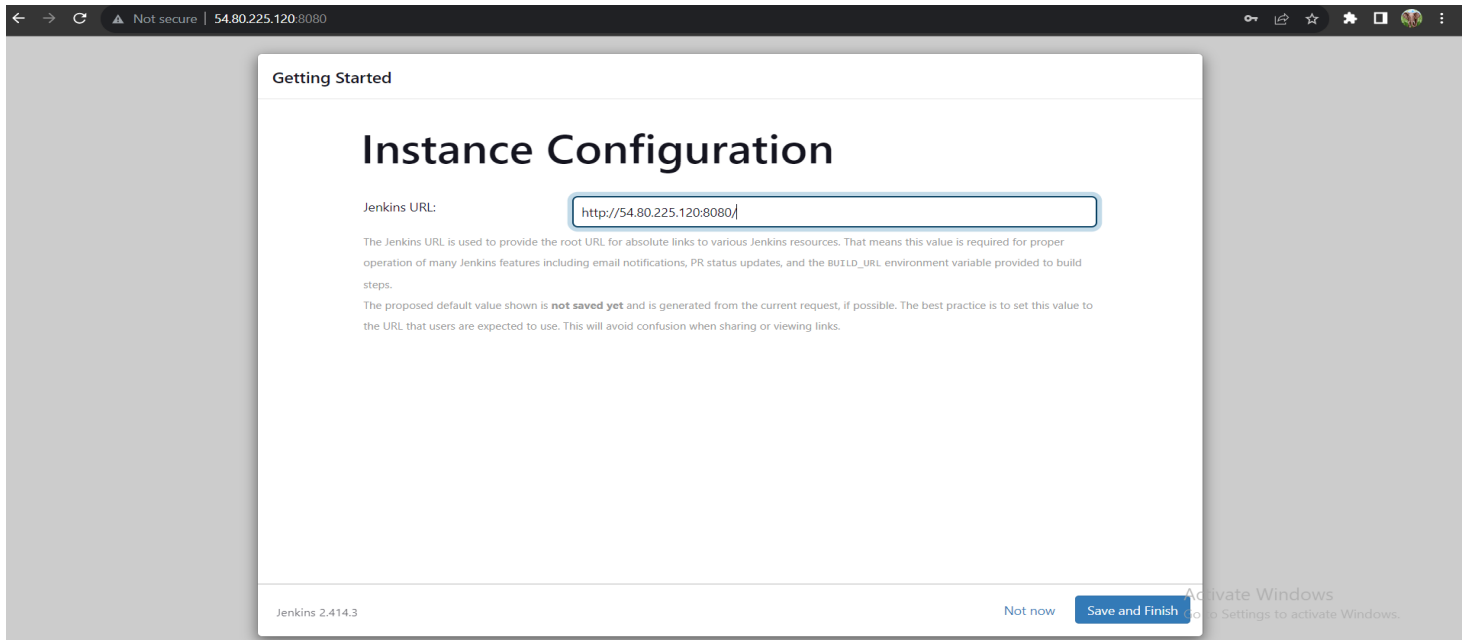 Not secure | 54.80.225.120:8080
Getting Started
Instance Configuration
Jenkins URL:
http://54.80.225.120:8080/
The Jenkins URL is used to provide the root URL for absolute links to various Jenkins resources. That means this value is required for proper
operation of many Jenkins features including email notifications, PR status updates, and the BUILD_URL environment variable provided to build
steps.
The proposed default value shown is not saved yet and is generated from the current request, if possible. The best practice is to set this value to
the URL that users are expected to use. This will avoid confusion when sharing or viewing links.
Jenkins 2.414.3
Not now
Save and Finish
Activate Windows
Go to Settings to activate Windows.